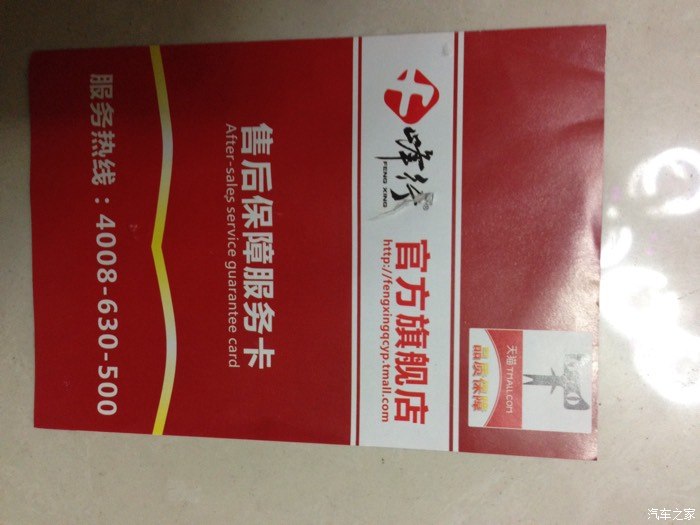 天猫 TMALL.COM
品质保障
峰行®
FENG XING
官方旗舰店
http://fengxingqcyp.tmall.com
售后保障服务卡
After-sales service guarantee card
服务热线：4008-630-500
汽车之家